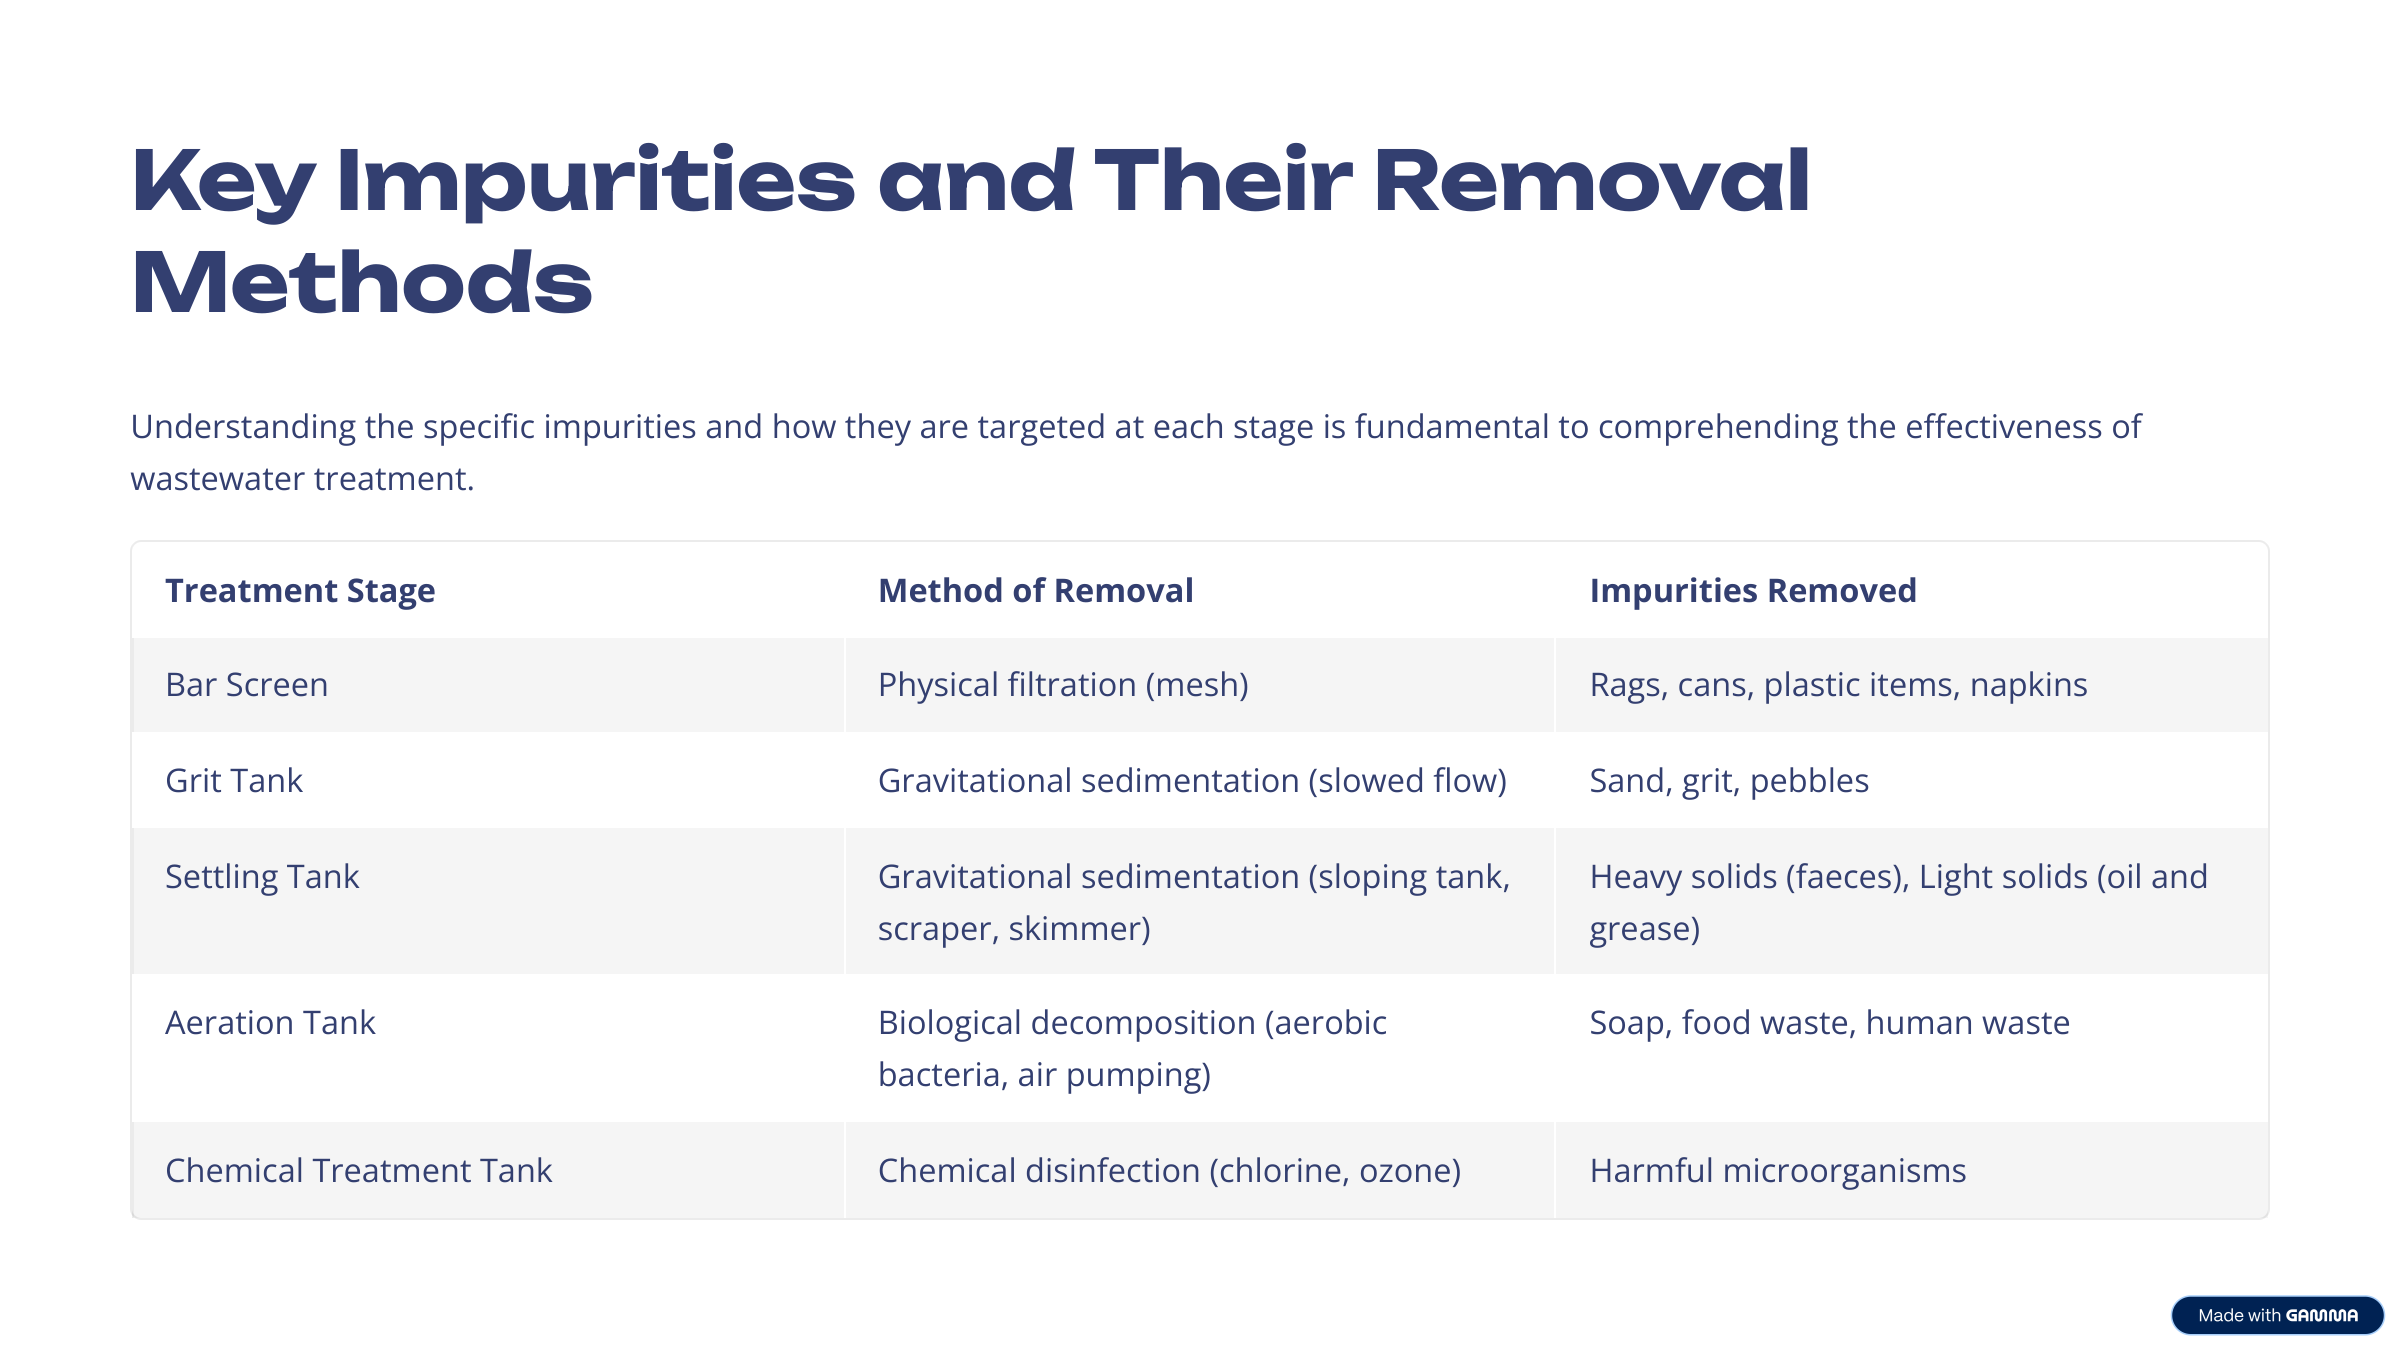 Key Impurities and Their Removal
Methods
Understanding the specific impurities and how they are targeted at each stage is fundamental to comprehending the effectiveness of
wastewater treatment.
Treatment Stage Method of Removal Impurities Removed
Bar Screen Physical filtration (mesh) Rags, cans, plastic items, napkins
Grit Tank Gravitational sedimentation (slowed flow) Sand, grit, pebbles
Settling Tank Gravitational sedimentation (sloping tank, Heavy solids (faeces), Light solids (oil and
scraper, skimmer) grease)
Aeration Tank Biological decomposition (aerobic Soap, food waste, human waste
bacteria, air pumping)
Chemical Treatment Tank Chemical disinfection (chlorine, ozone) Harmful microorganisms
Made with GAMMA